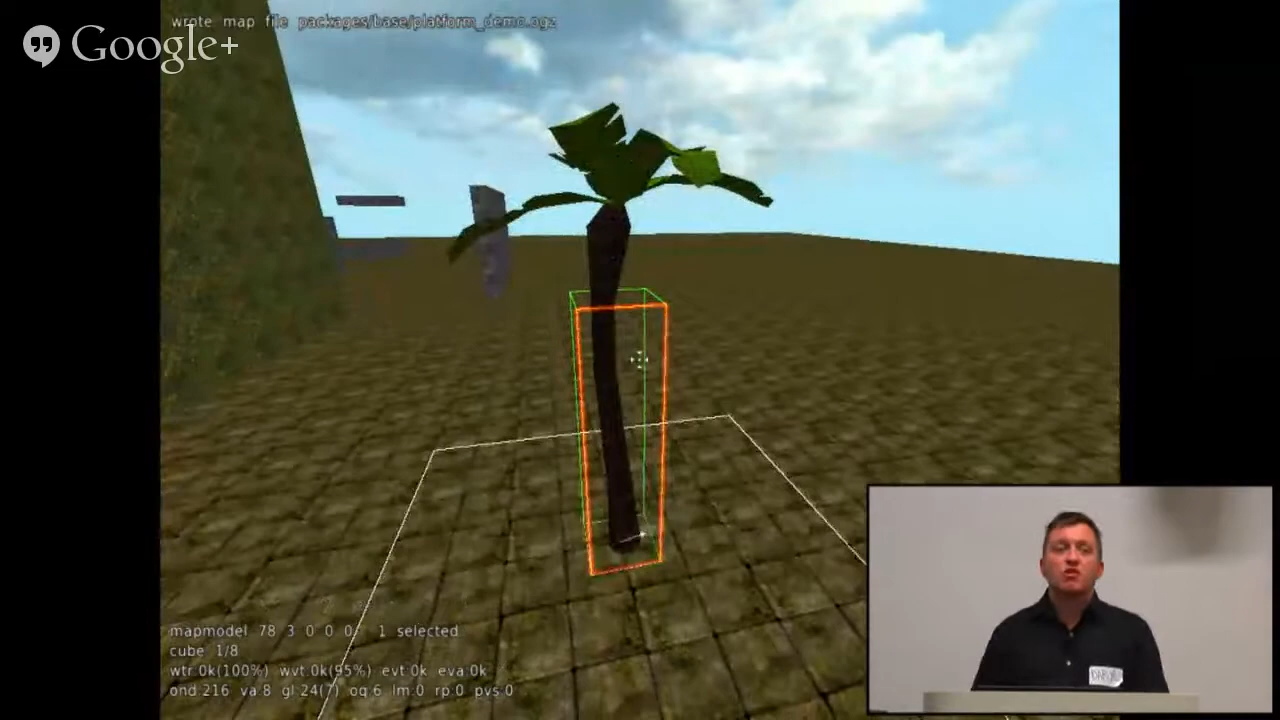 wrote map file packages/base/platform_demo.ogz
Google+
mapmodel 78 3 0 0 0 1 selected
cube 1/8
wtr:0k(100%) wvt:0k(95%) evt:0k eva:0k
ond:216 va:8 gl:24(7) oq:6 lm:0 rp:0 pvs:0